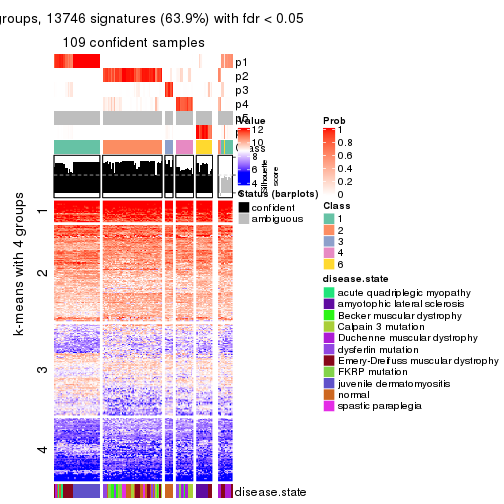 groups, 13746 signatures (63.9%) with fdr < 0.05
109 confident samples
p1
p2
p3
p4
Value
12
10
8
6
4
silhouette
score
Status (barplots)
confident
ambiguous
Prob
1
0.8
0.6
0.4
0.2
0
Class
1
2
3
4
6
disease.state
acute quadriplegic myopathy
amyotophic lateral sclerosis
Becker muscular dystrophy
Calpain 3 mutation
Duchenne muscular dystrophy
dysferlin mutation
Emery-Dreifuss muscular dystrophy
FKRP mutation
juvenile dermatomyositis
normal
spastic paraplegia
k-means with 4 groups
1
2
3
4
disease.state